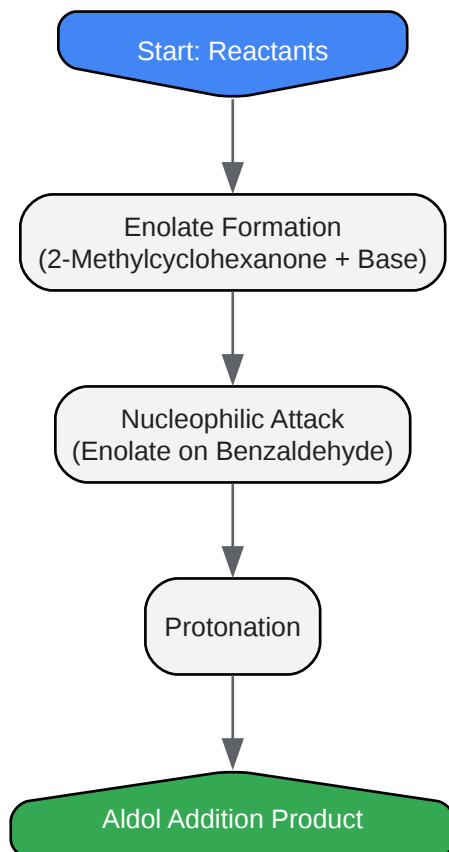 Start: Reactants
Enolate Formation
(2-Methylcyclohexanone + Base)
Nucleophilic Attack
(Enolate on Benzaldehyde)
Protonation
Aldol Addition Product